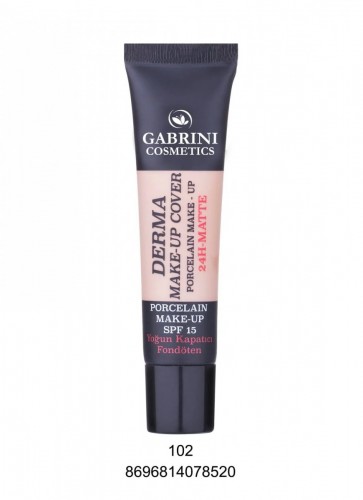 GABRINI
COSMETICS
DERMA
MAKE-UP COVER
PORCELAIN MAKE - UP
24H-MATTE
PORCELAIN
MAKE-UP
SPF 15
Yoğun Kapatıcı
Fondöten
102
8696814078520